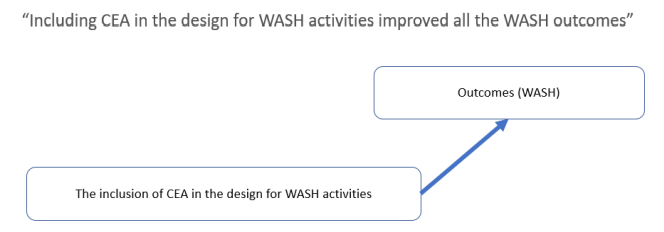 “Including CEA in the design for WASH activities improved all the WASH outcomes”
Outcomes (WASH)
The inclusion of CEA in the design for WASH activities